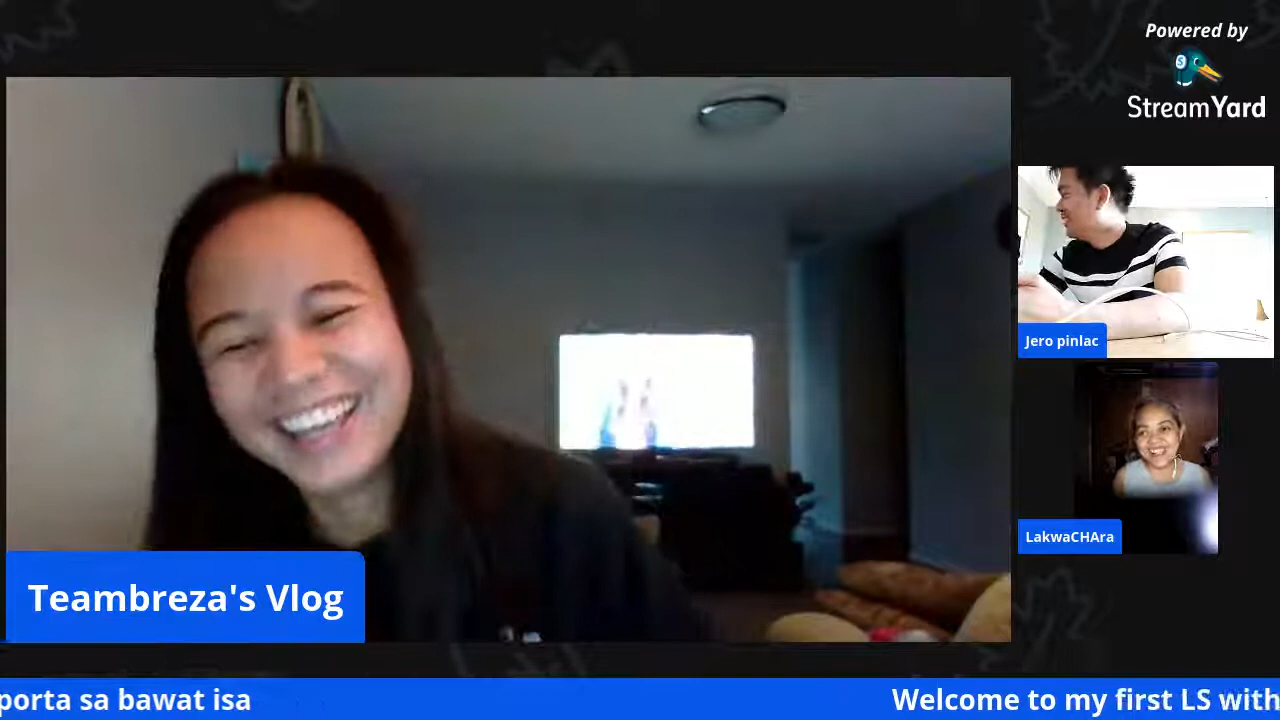 Powered by
StreamYard
Jero pinlac
LakwaCHAra
Teambreza's Vlog
porta sa bawat isa
Welcome to my first LS with